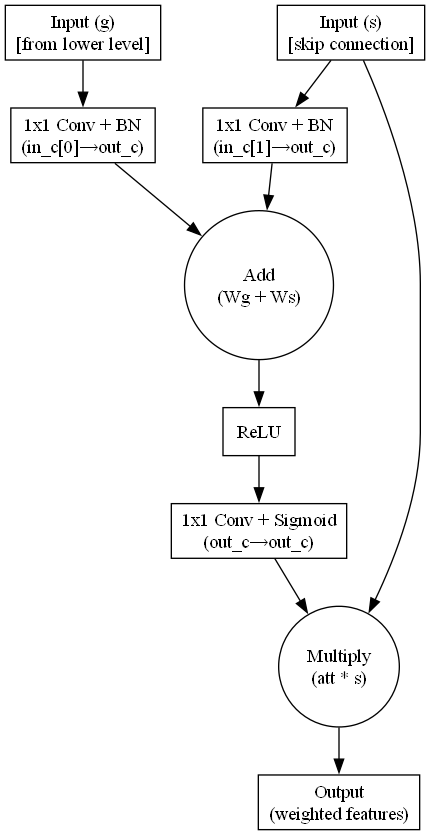 Input (g)
[from lower level]
Input (s)
[skip connection]
1x1 Conv + BN
(in_c[0]→out_c)
1x1 Conv + BN
(in_c[1]→out_c)
Add
(Wg + Ws)
ReLU
1x1 Conv + Sigmoid
(out_c→out_c)
Multiply
(att * s)
Output
(weighted features)